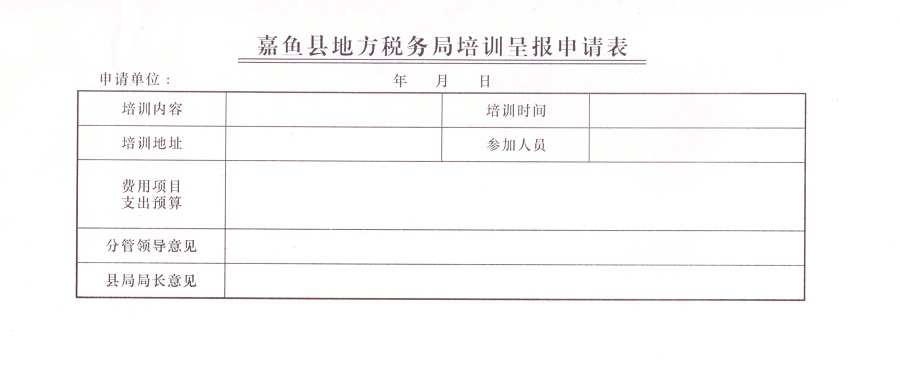 嘉鱼县地方税务局培训呈报申请表
申请单位： 年 月 日
培训内容 培训时间
培训地址 参加人员
费用项目
支出预算
分管领导意见
县局局长意见